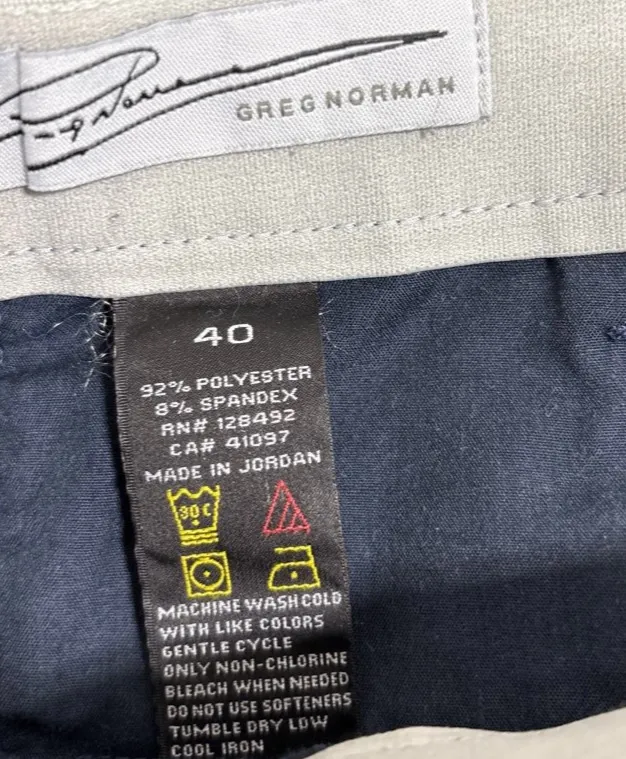 GREG NORMAN
40
92% POLYESTER
8% SPANDEX
RN# 128492
CA# 41097
MADE IN JORDAN
30C
MACHINE WASH COLD
WITH LIKE COLORS
GENTLE CYCLE
ONLY NON-CHLORINE
BLEACH WHEN NEEDED
DO NOT USE SOFTENERS
TUMBLE DRY LOW
COOL IRON